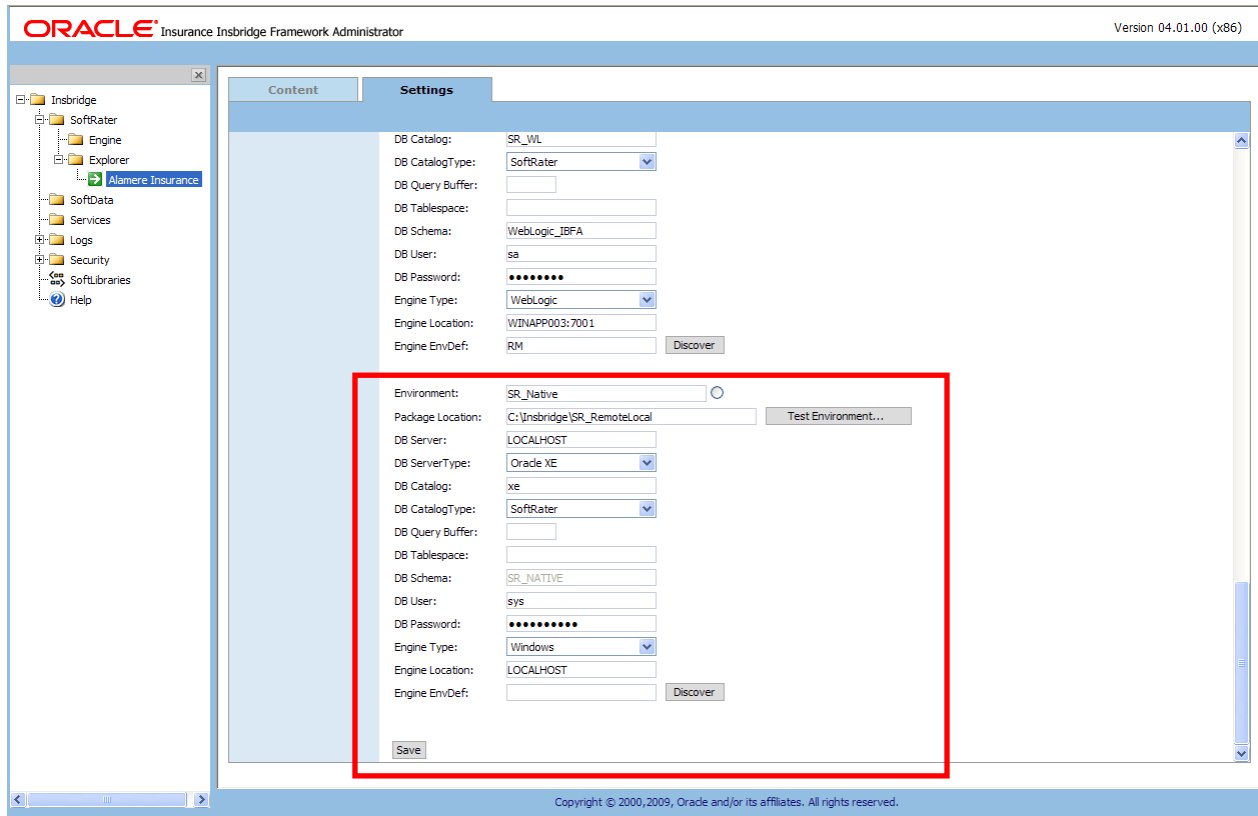 ORACLE Insurance Insbridge Framework Administrator
Version 04.01.00 (x86)
Insbridge
SoftRater
Engine
Explorer
Alamere Insurance
SoftData
Services
Logs
Security
SoftLibraries
Help
Content Settings
DB Catalog: SR_WL
DB CatalogType: SoftRater
DB Query Buffer:
DB Tablespace:
DB Schema: WebLogic_IBFA
DB User: sa
DB Password: ••••••••
Engine Type: WebLogic
Engine Location: WINAPP003:7001
Engine EnvDef: RM Discover
Environment: SR_Native
Package Location: C:\Insbridge\SR_RemoteLocal Test Environment...
DB Server: LOCALHOST
DB ServerType: Oracle XE
DB Catalog: xe
DB CatalogType: SoftRater
DB Query Buffer:
DB Tablespace:
DB Schema: SR_NATIVE
DB User: sys
DB Password: ••••••••••
Engine Type: Windows
Engine Location: LOCALHOST
Engine EnvDef: Discover
Save
Copyright © 2000,2009, Oracle and/or its affiliates. All rights reserved.